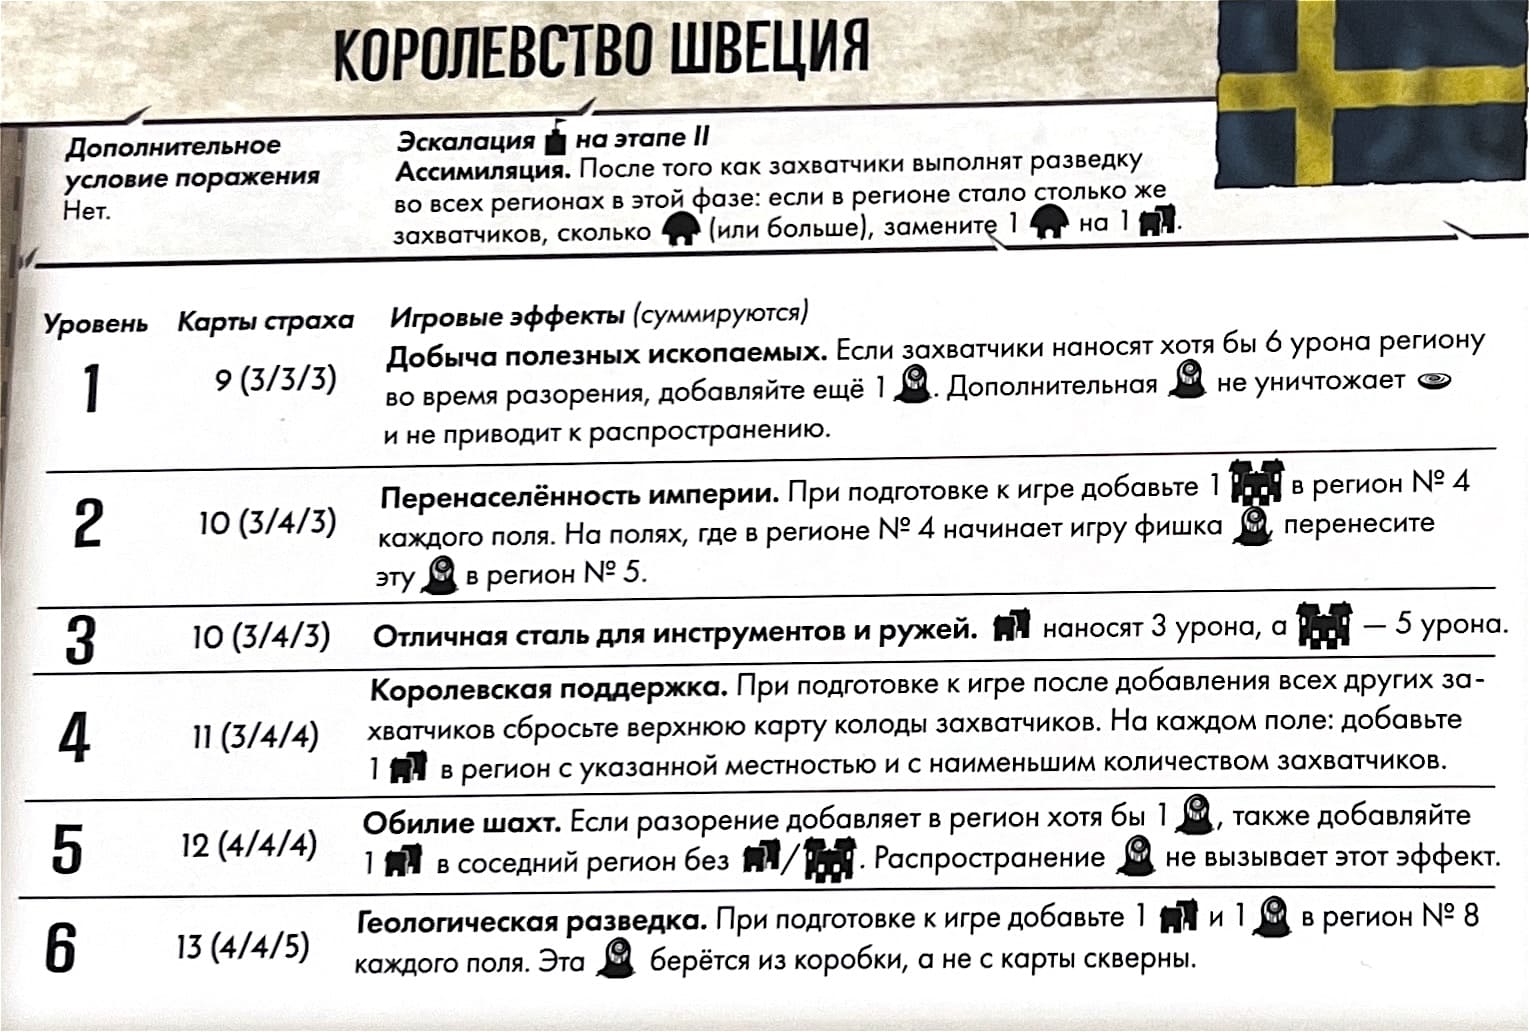 КОРОЛЕВСТВО ШВЕЦИЯ
Дополнительное
условие поражения
Нет.
Эскалация на этапе II
Ассимиляция. После того как захватчики выполнят разведку
во всех регионах в этой фазе: если в регионе стало столько же
захватчиков, сколько (или больше), замените 1 на 1 .
Уровень Карты страха Игровые эффекты (суммируются)
1 9 (3/3/3) Добыча полезных ископаемых. Если захватчики наносят хотя бы 6 урона региону
во время разорения, добавляйте ещё 1 . Дополнительная не уничтожает
и не приводит к распространению.
2 10 (3/4/3) Перенаселённость империи. При подготовке к игре добавьте 1 в регион № 4
каждого поля. На полях, где в регионе № 4 начинает игру фишка , перенесите
эту в регион № 5.
3 10 (3/4/3) Отличная сталь для инструментов и ружей. наносят 3 урона, а — 5 урона.
4 11 (3/4/4) Королевская поддержка. При подготовке к игре после добавления всех других за-
хватчиков сбросьте верхнюю карту колоды захватчиков. На каждом поле: добавьте
1 в регион с указанной местностью и с наименьшим количеством захватчиков.
5 12 (4/4/4) Обилие шахт. Если разорение добавляет в регион хотя бы 1 , также добавляйте
1 в соседний регион без / . Распространение не вызывает этот эффект.
6 13 (4/4/5) Геологическая разведка. При подготовке к игре добавьте 1 и 1 в регион № 8
каждого поля. Эта берётся из коробки, а не с карты скверны.